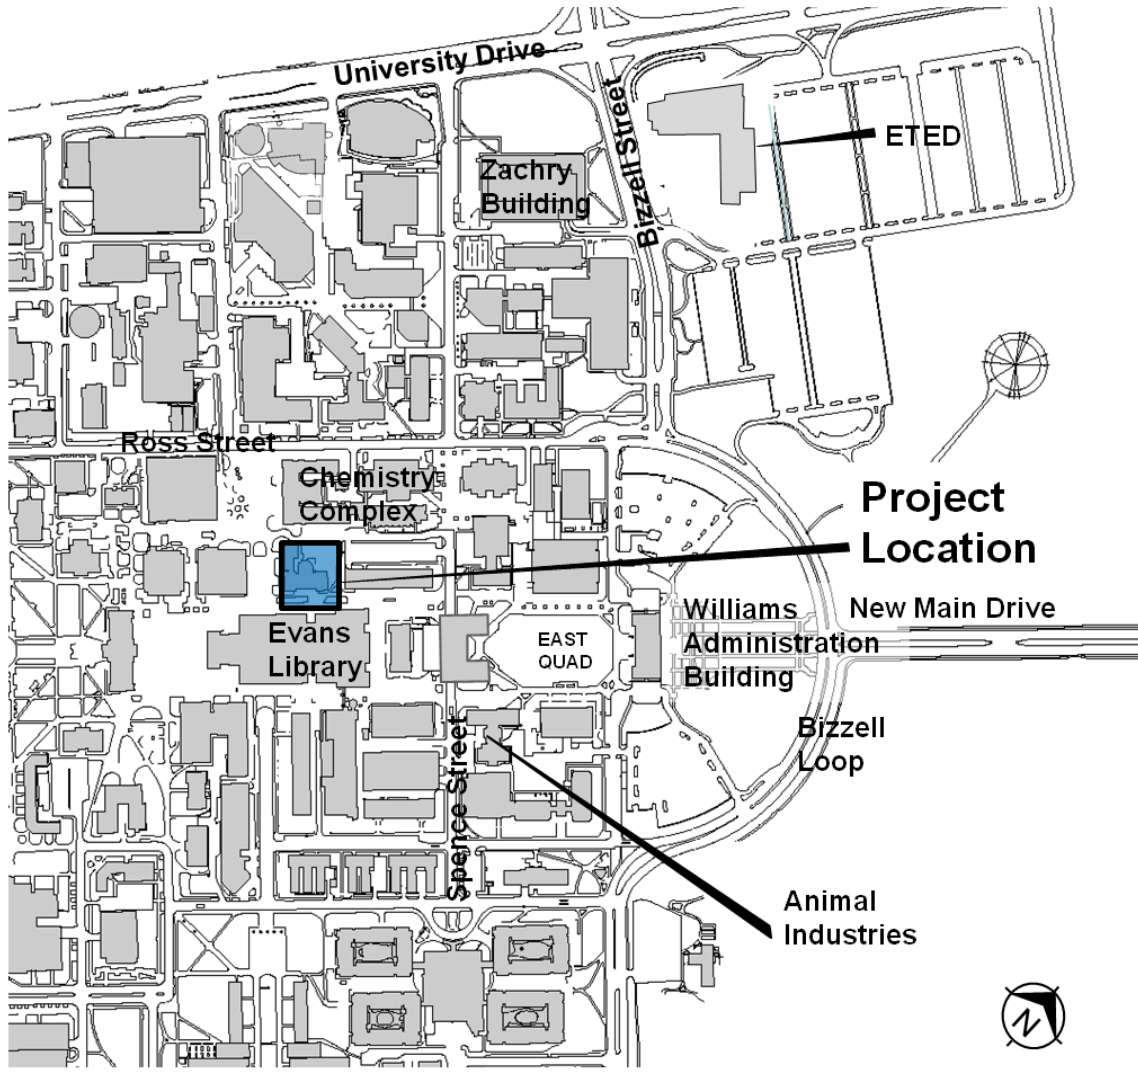 University Drive
Bizzell Street
ETED
Zachry
Building
Ross Street
Chemistry
Complex
Project
Location
Evans
Library
EAST
QUAD
Williams
Administration
Building
New Main Drive
Bizzell
Loop
Spence Street
Animal
Industries
N